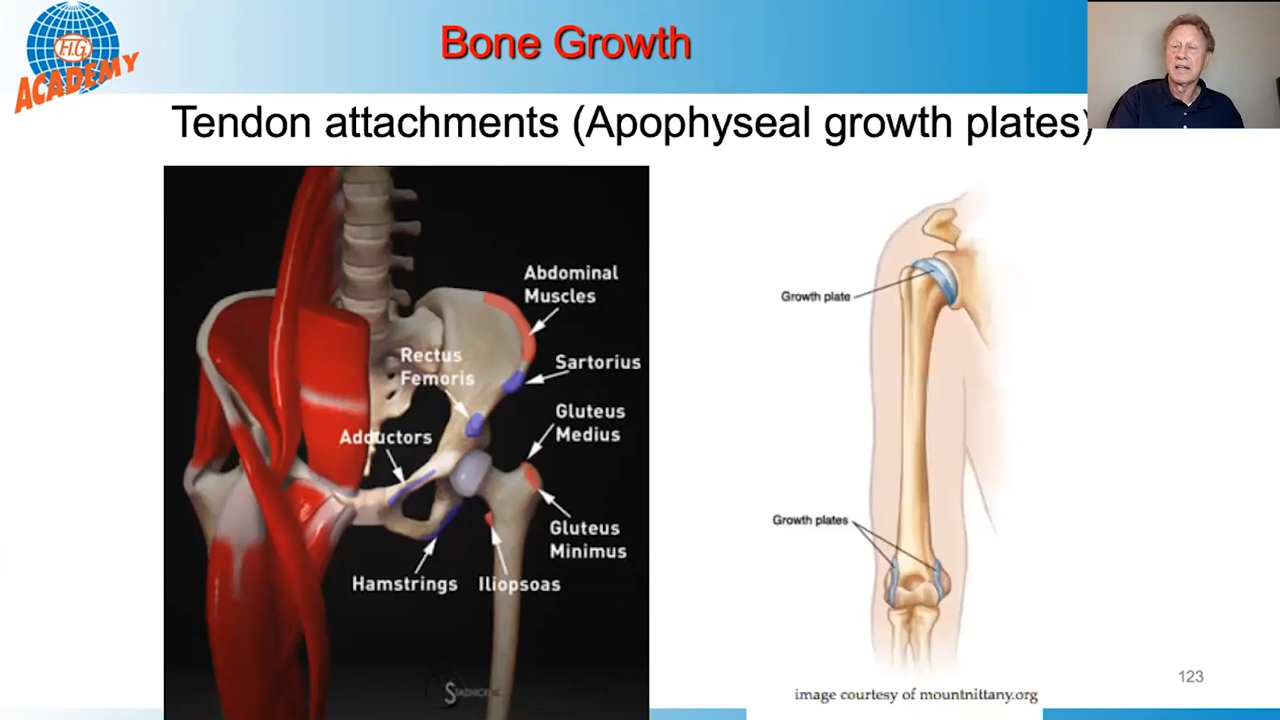 F.I.G.
ACADEMY
Bone Growth
Tendon attachments (Apophyseal growth plates)
Abdominal
Muscles
Rectus
Femoris
Sartorius
Gluteus
Medius
Adductors
Gluteus
Minimus
Hamstrings
Iliopsoas
Growth plate
Growth plates
123
image courtesy of mountnittany.org